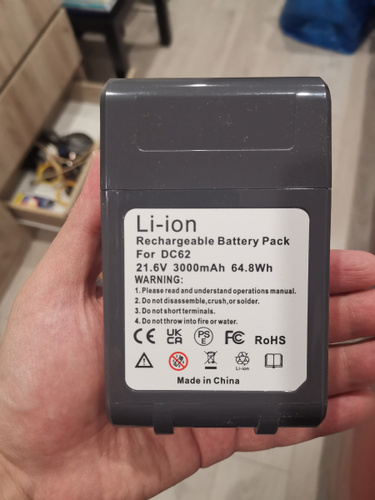 Li-ion
Rechargeable Battery Pack
For DC62
21.6V 3000mAh 64.8Wh
WARNING:
1. Please read and understand operations manual.
2. Do not disassemble,crush,or solder.
3. Do not short terminals.
4. Do not throw into fire or water.
CE UK CA PS E FC RoHS
Li-ion
Made in China